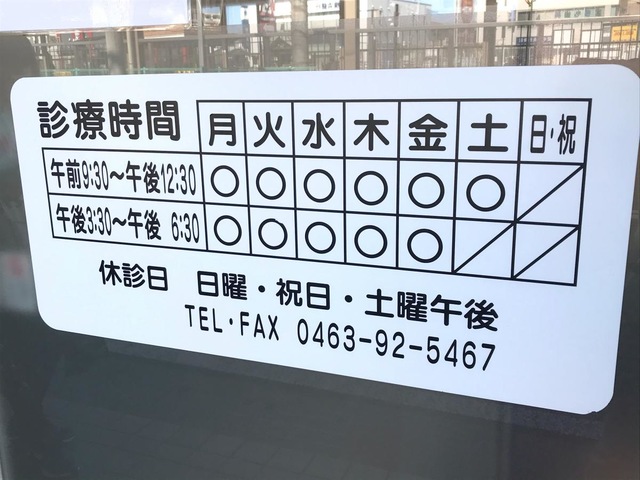 診療時間 月 火 水 木 金 土 日・祝
午前9:30～午後12:30 ○ ○ ○ ○ ○ ○ ／
午後3:30～午後 6:30 ○ ○ ○ ○ ○ ／ ／
休診日 日曜・祝日・土曜午後
TEL・FAX 0463-92-5467